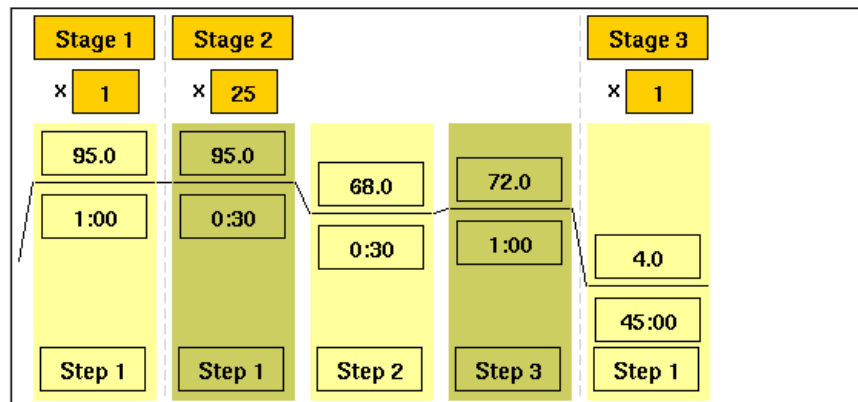 Stage 1 Stage 2 Stage 3
x 1 x 25 x 1
95.0 95.0 68.0 72.0 4.0
1:00 0:30 0:30 1:00 45:00
Step 1 Step 1 Step 2 Step 3 Step 1